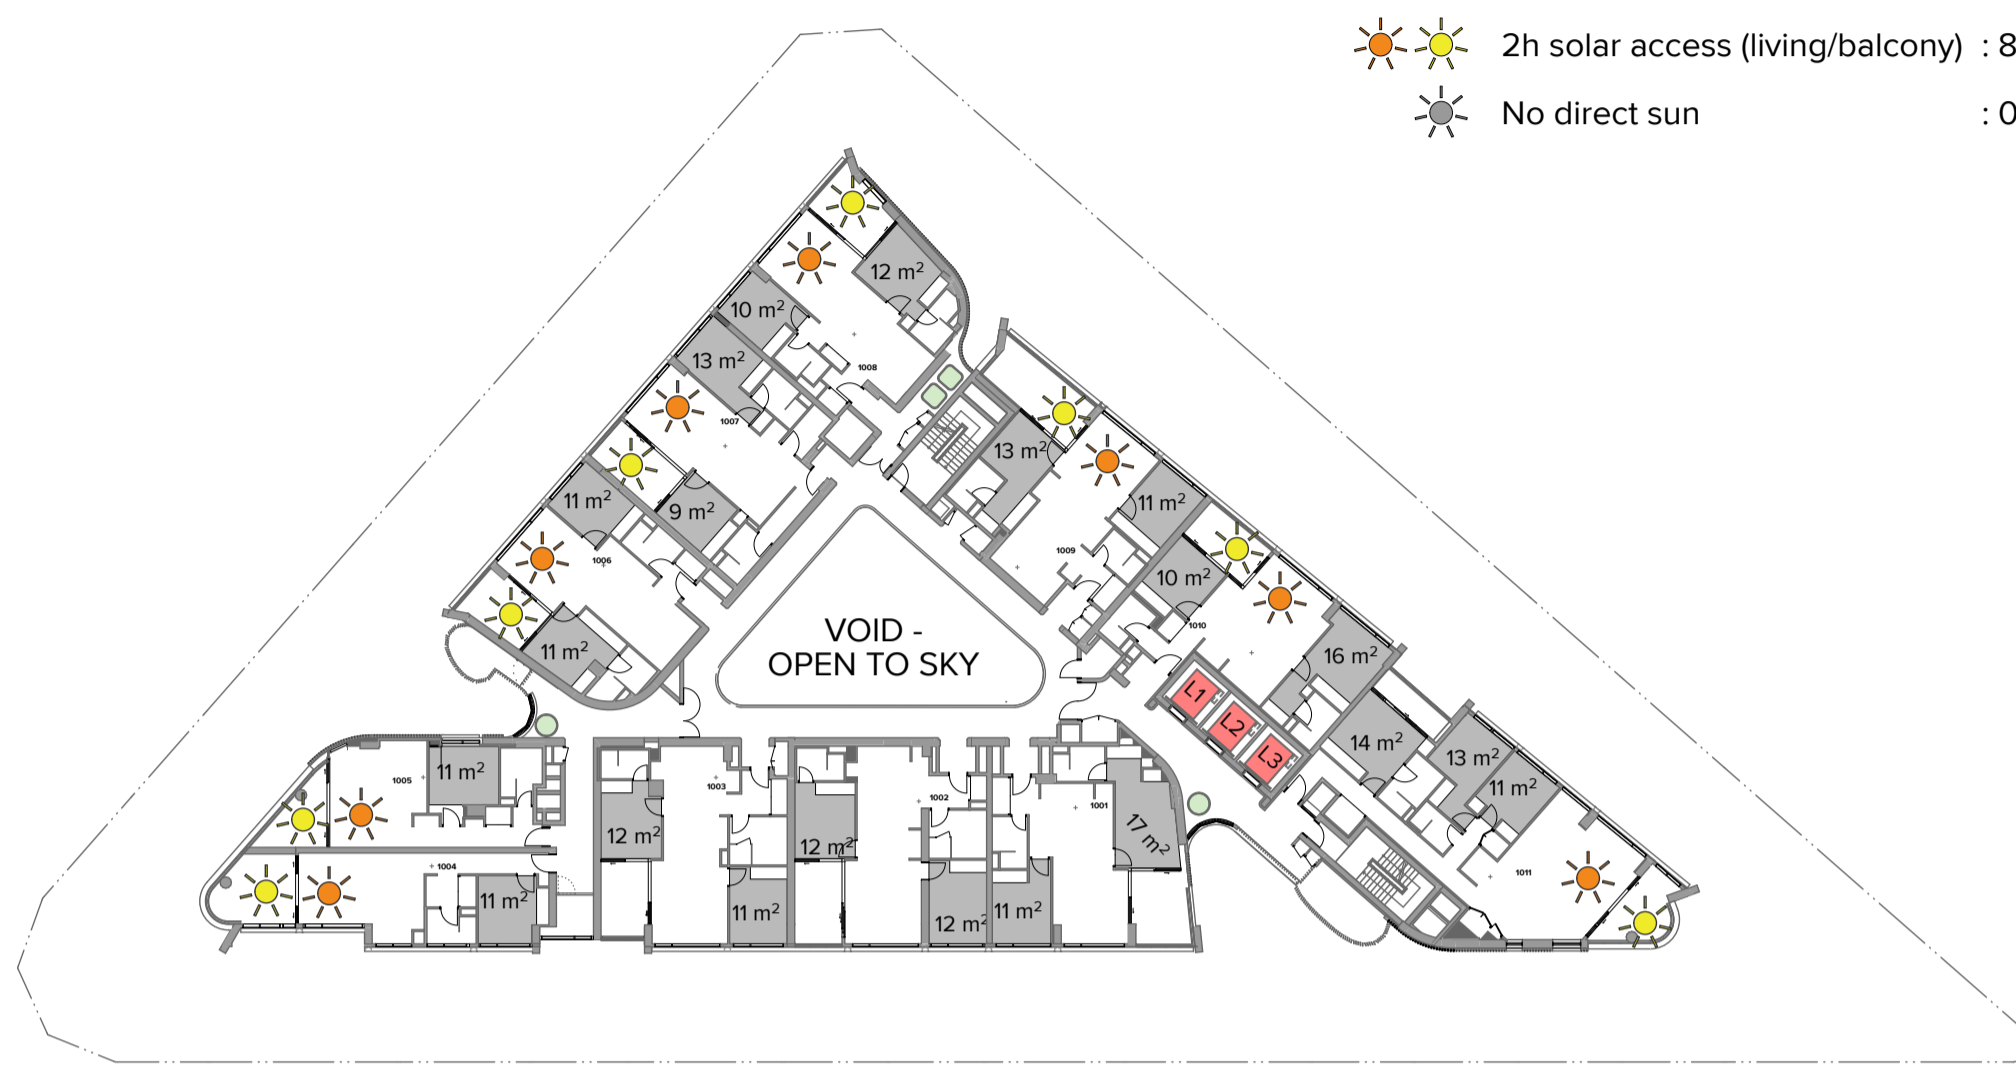 2h solar access (living/balcony) : 8
No direct sun : 0
12 m²
10 m²
13 m²
1008
1007
11 m²
9 m²
1006
11 m²
13 m²
11 m²
1009
10 m²
1010
16 m²
VOID -
OPEN TO SKY
L1
L2
L3
14 m²
13 m²
11 m²
1011
1005
11 m²
1004
11 m²
1003
12 m²
11 m²
1002
12 m²
12 m²
1001
11 m²
17 m²